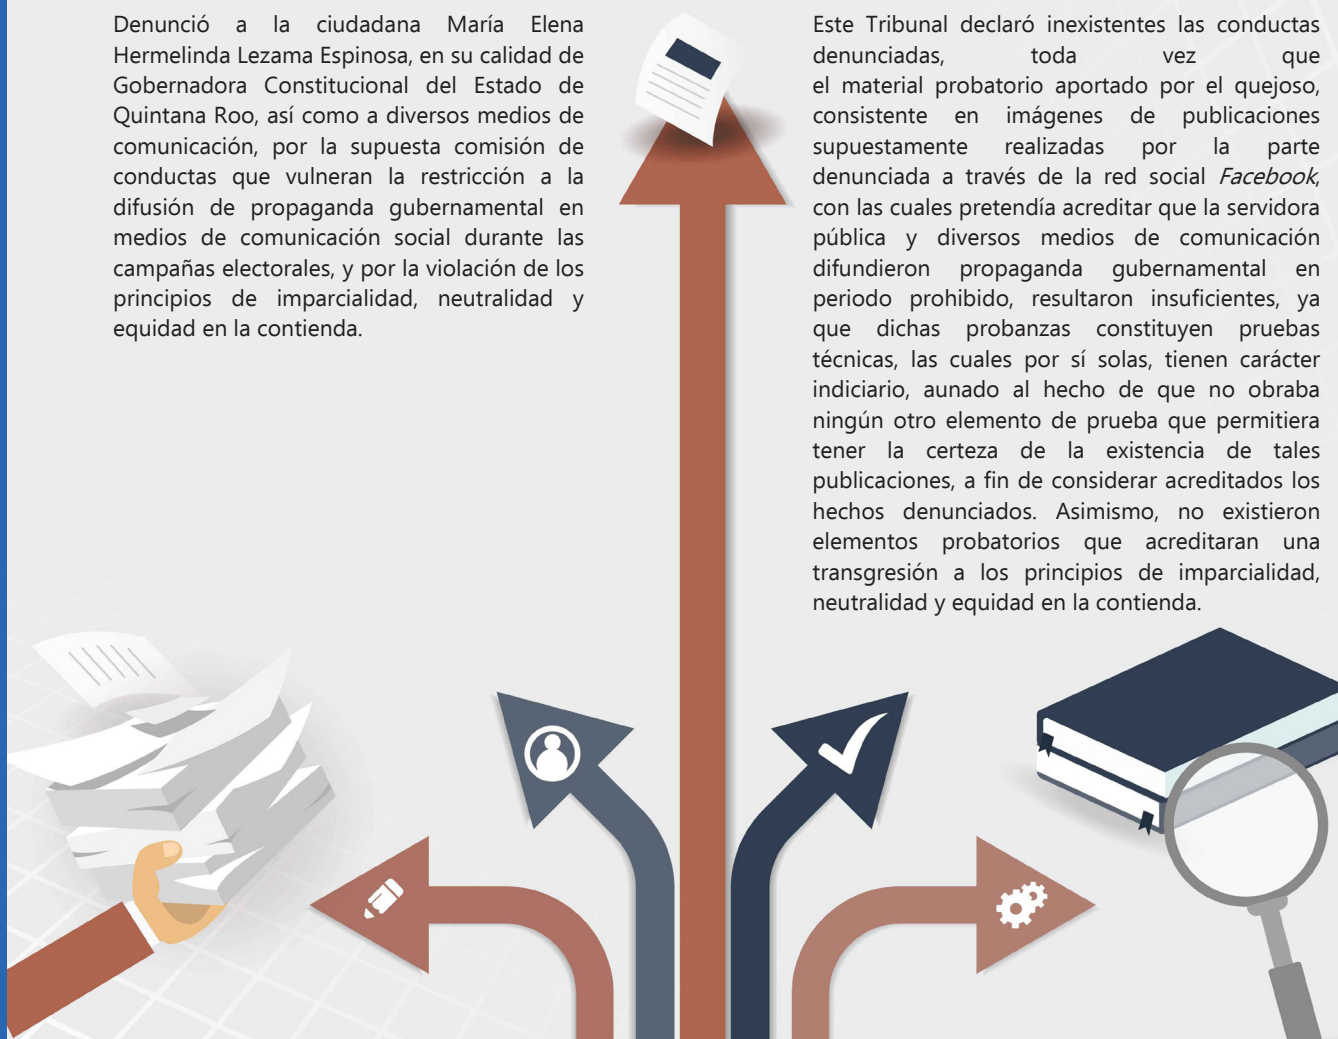 Denunció a la ciudadana María Elena
Hermelinda Lezama Espinosa, en su calidad de
Gobernadora Constitucional del Estado de
Quintana Roo, así como a diversos medios de
comunicación, por la supuesta comisión de
conductas que vulneran la restricción a la
difusión de propaganda gubernamental en
medios de comunicación social durante las
campañas electorales, y por la violación de los
principios de imparcialidad, neutralidad y
equidad en la contienda.
Este Tribunal declaró inexistentes las conductas
denunciadas, toda vez que
el material probatorio aportado por el quejoso,
consistente en imágenes de publicaciones
supuestamente realizadas por la parte
denunciada a través de la red social Facebook,
con las cuales pretendía acreditar que la servidora
pública y diversos medios de comunicación
difundieron propaganda gubernamental en
periodo prohibido, resultaron insuficientes, ya
que dichas probanzas constituyen pruebas
técnicas, las cuales por sí solas, tienen carácter
indiciario, aunado al hecho de que no obraba
ningún otro elemento de prueba que permitiera
tener la certeza de la existencia de tales
publicaciones, a fin de considerar acreditados los
hechos denunciados. Asimismo, no existieron
elementos probatorios que acreditaran una
transgresión a los principios de imparcialidad,
neutralidad y equidad en la contienda.